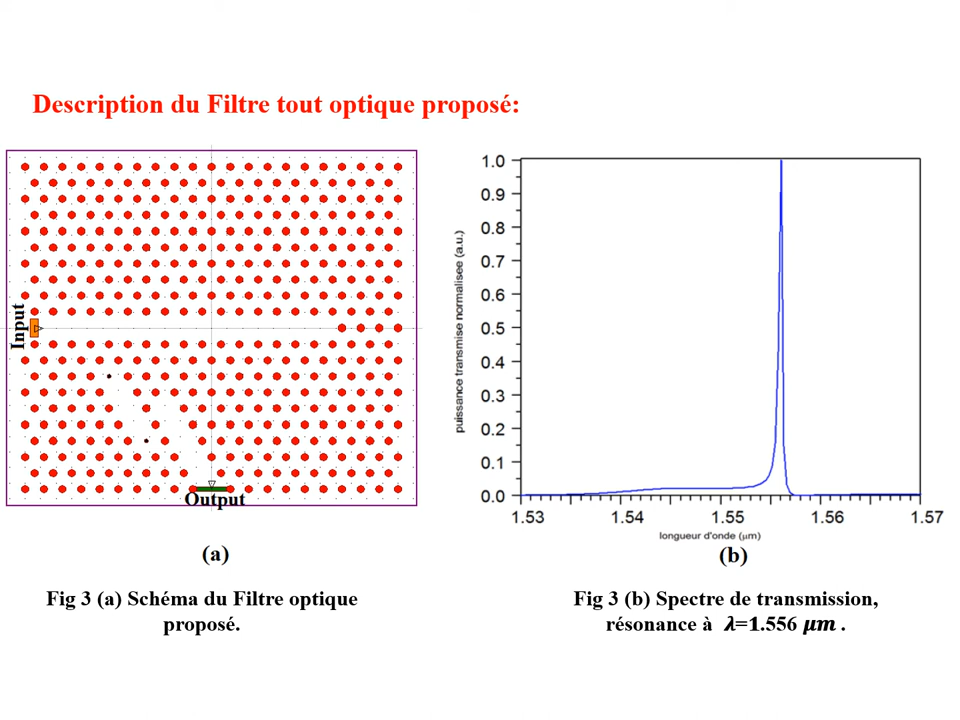 Description du Filtre tout optique proposé:
Input
Output
(a)
Fig 3 (a) Schéma du Filtre optique
proposé.
puissance transmise normalisee (a.u.)
1.0
0.9
0.8
0.7
0.6
0.5
0.4
0.3
0.2
0.1
0.0
1.53 1.54 1.55 1.56 1.57
longueur d'onde (μm)
(b)
Fig 3 (b) Spectre de transmission,
résonance à λ=1.556 μm .